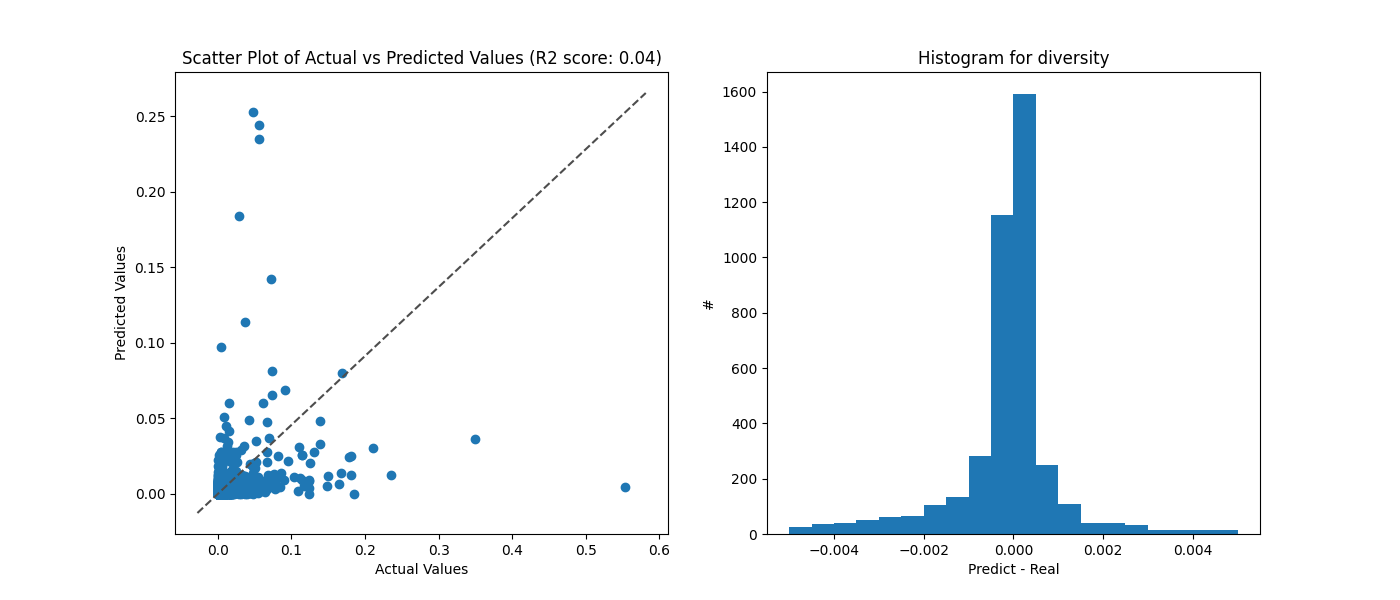 Scatter Plot of Actual vs Predicted Values (R2 score: 0.04)
0.25
0.20
0.15
0.10
0.05
0.00
Predicted Values
0.0 0.1 0.2 0.3 0.4 0.5 0.6
Actual Values
Histogram for diversity
1600
1400
1200
1000
800
600
400
200
0
#
−0.004 −0.002 0.000 0.002 0.004
Predict - Real